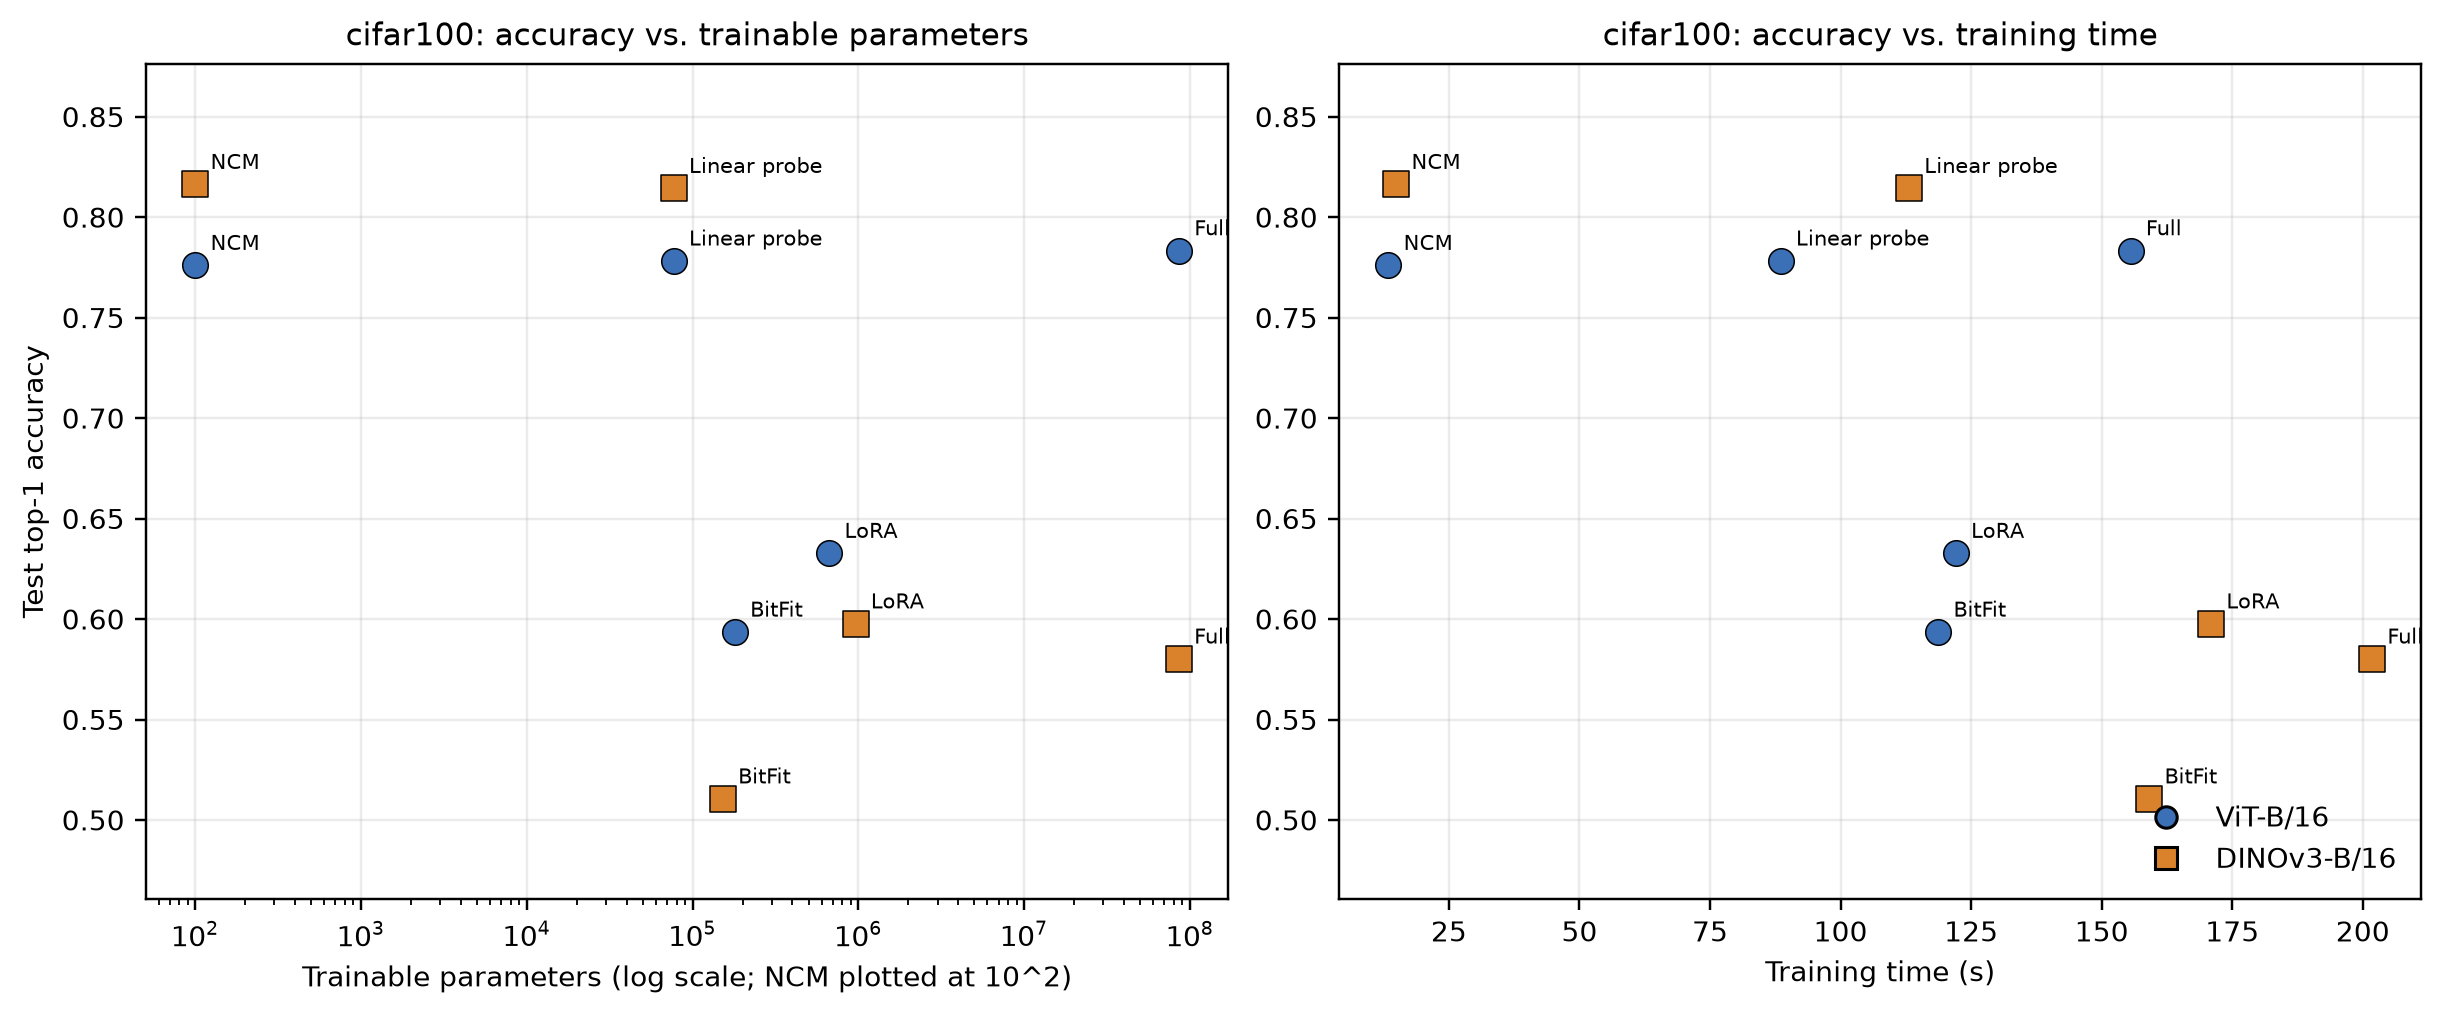 cifar100: accuracy vs. trainable parameters
Test top-1 accuracy
0.85
0.80
0.75
0.70
0.65
0.60
0.55
0.50
NCM
Linear probe
NCM
Linear probe
Full
LoRA
BitFit
LoRA
Full
BitFit
10^2
10^3
10^4
10^5
10^6
10^7
10^8
Trainable parameters (log scale; NCM plotted at 10^2)
cifar100: accuracy vs. training time
0.85
0.80
0.75
0.70
0.65
0.60
0.55
0.50
NCM
Linear probe
NCM
Linear probe
Full
LoRA
BitFit
LoRA
Full
BitFit
ViT-B/16
DINOv3-B/16
25
50
75
100
125
150
175
200
Training time (s)